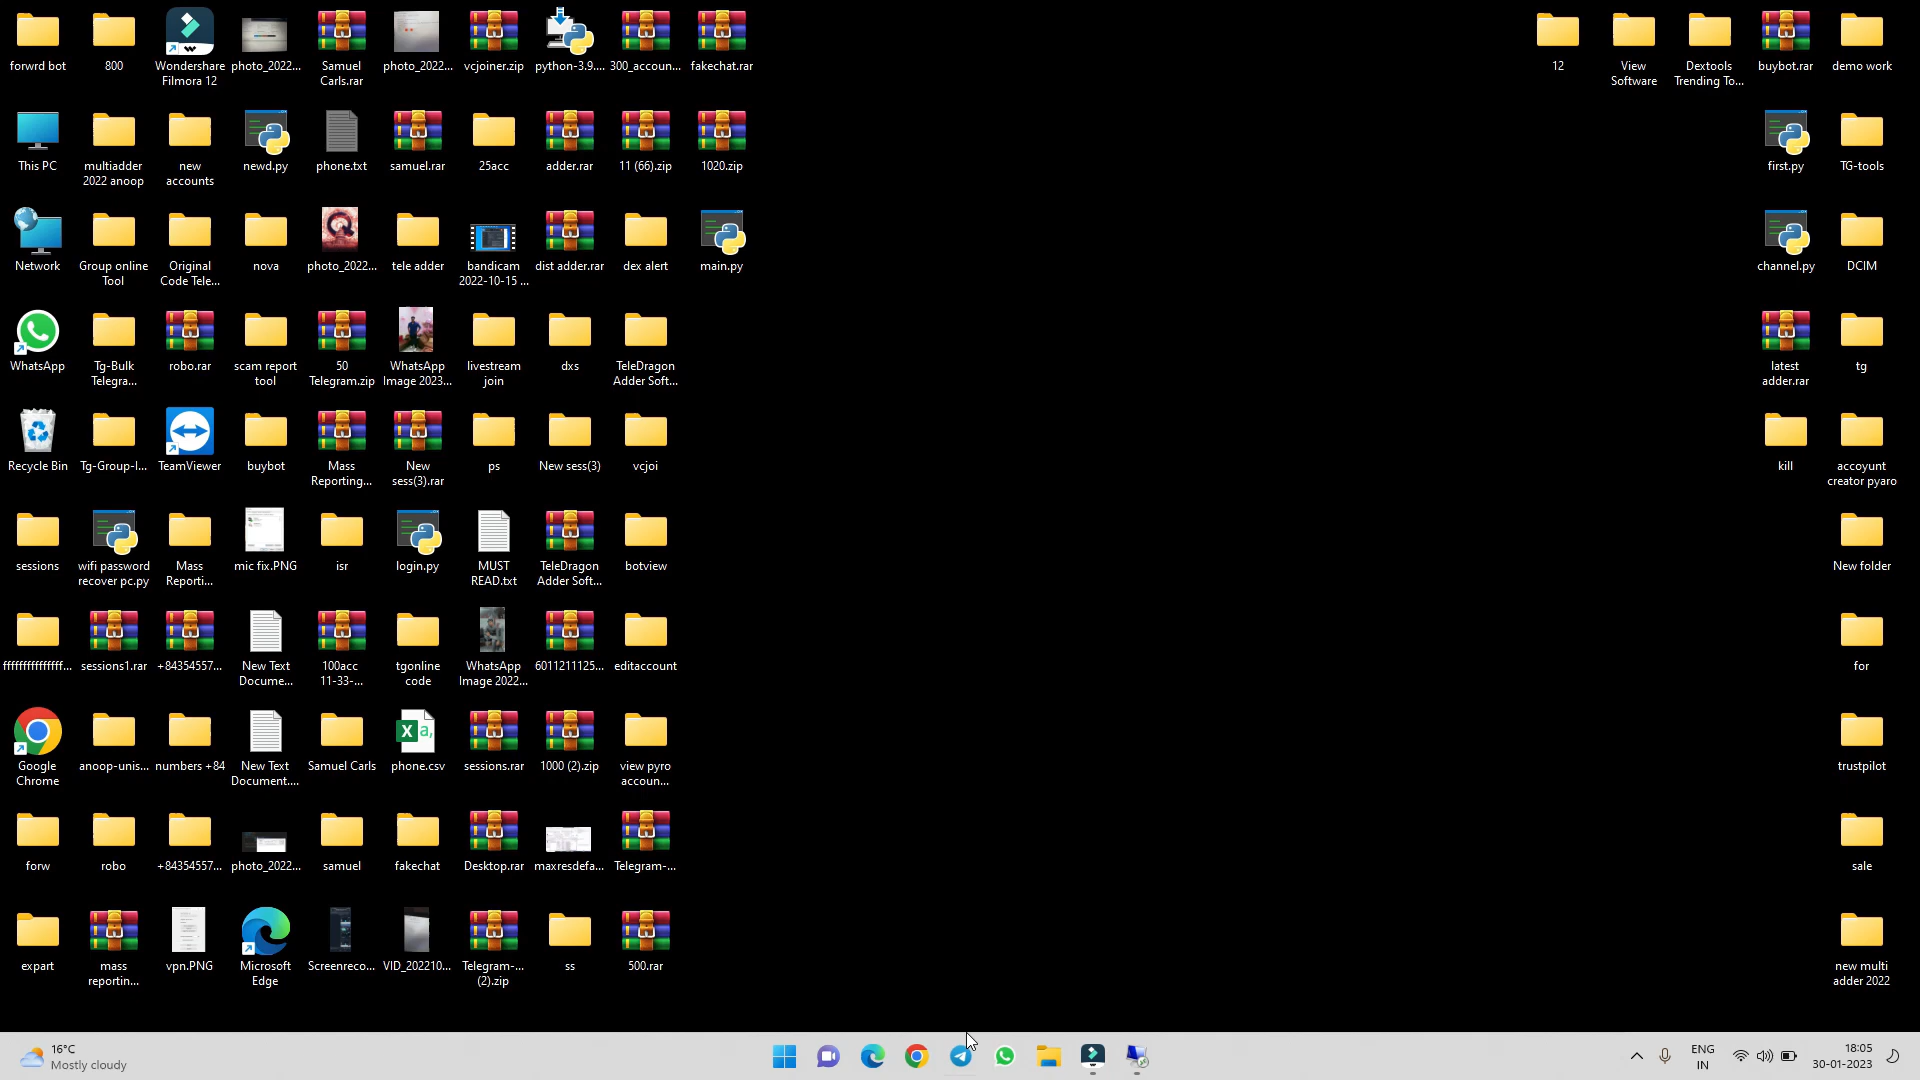 forwrd bot
800
Wondershare
Filmora 12
photo_2022...
Samuel
Carls.rar
photo_2022...
vcjoiner.zip
python-3.9....
300_accoun...
fakechat.rar
12
View
Software
Dextools
Trending To...
buybot.rar
demo work
This PC
multiadder
2022 anoop
new
accounts
newd.py
phone.txt
samuel.rar
25acc
adder.rar
11 (66).zip
1020.zip
first.py
TG-tools
Network
Group online
Tool
Original
Code Tele...
nova
photo_2022...
tele adder
bandicam
2022-10-15 ...
dist adder.rar
dex alert
main.py
channel.py
DCIM
WhatsApp
Tg-Bulk
Telegra...
robo.rar
scam report
tool
50
Telegram.zip
WhatsApp
Image 2023...
livestream
join
dxs
TeleDragon
Adder Soft...
latest
adder.rar
tg
Recycle Bin
Tg-Group-I...
TeamViewer
buybot
Mass
Reporting...
New
sess(3).rar
ps
New sess(3)
vcjoi
kill
accoyunt
creator pyaro
sessions
wifi password
recover pc.py
Mass
Reporti...
mic fix.PNG
isr
login.py
MUST
READ.txt
TeleDragon
Adder Soft...
botview
New folder
fffffffffffffff...
sessions1.rar
+84354557...
New Text
Docume...
100acc
11-33-...
tgonline
code
WhatsApp
Image 2022...
6011211125...
editaccount
for
Google
Chrome
anoop-unis...
numbers +84
New Text
Document....
Samuel Carls
phone.csv
sessions.rar
1000 (2).zip
view pyro
accoun...
trustpilot
forw
robo
+84354557...
photo_2022...
samuel
fakechat
Desktop.rar
maxresdefa...
Telegram-...
sale
expart
mass
reportin...
vpn.PNG
Microsoft
Edge
Screenreco...
VID_202210...
Telegram-...
(2).zip
ss
500.rar
new multi
adder 2022
16°C
Mostly cloudy
ENG
IN
18:05
30-01-2023